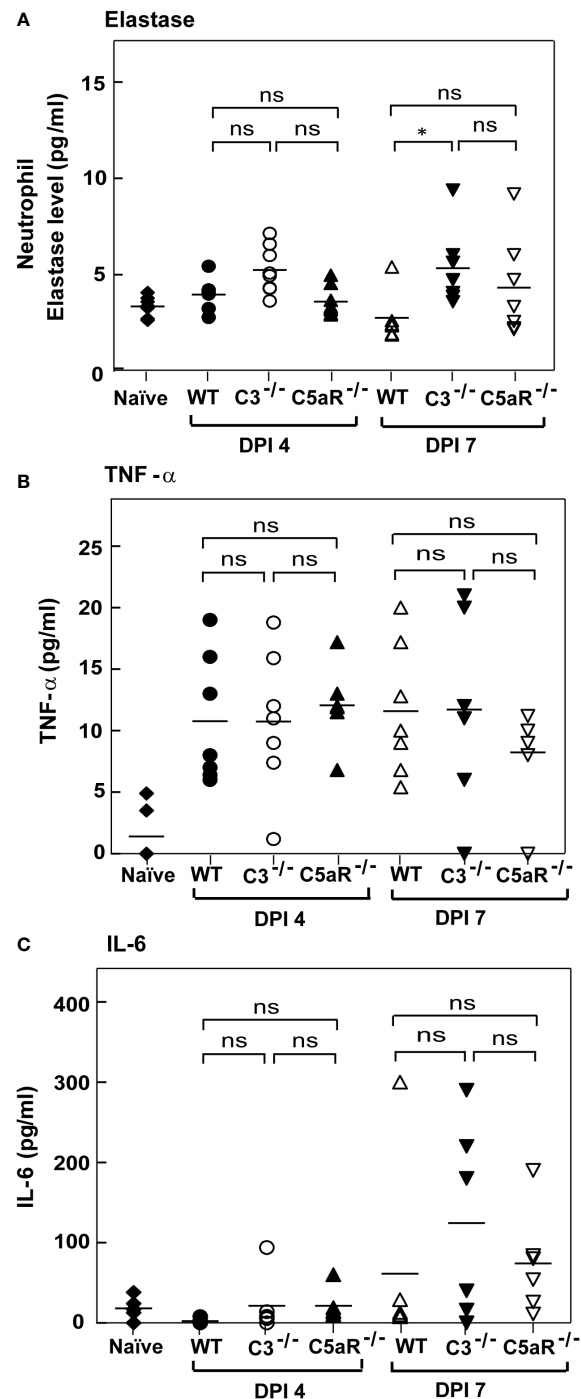 A Elastase
Neutrophil
Elastase level (pg/ml)
15
10
5
0
ns
ns ns
ns
* ns
Naïve WT C3-/- C5aR-/- WT C3-/- C5aR-/-
DPI 4 DPI 7
B TNF -α
TNF-α (pg/ml)
25
20
15
10
5
0
ns
ns ns
ns
ns ns
Naïve WT C3-/- C5aR-/- WT C3-/- C5aR-/-
DPI 4 DPI 7
C IL-6
IL-6 (pg/ml)
400
300
200
100
0
ns
ns ns
ns
ns ns
Naïve WT C3-/- C5aR-/- WT C3-/- C5aR-/-
DPI 4 DPI 7